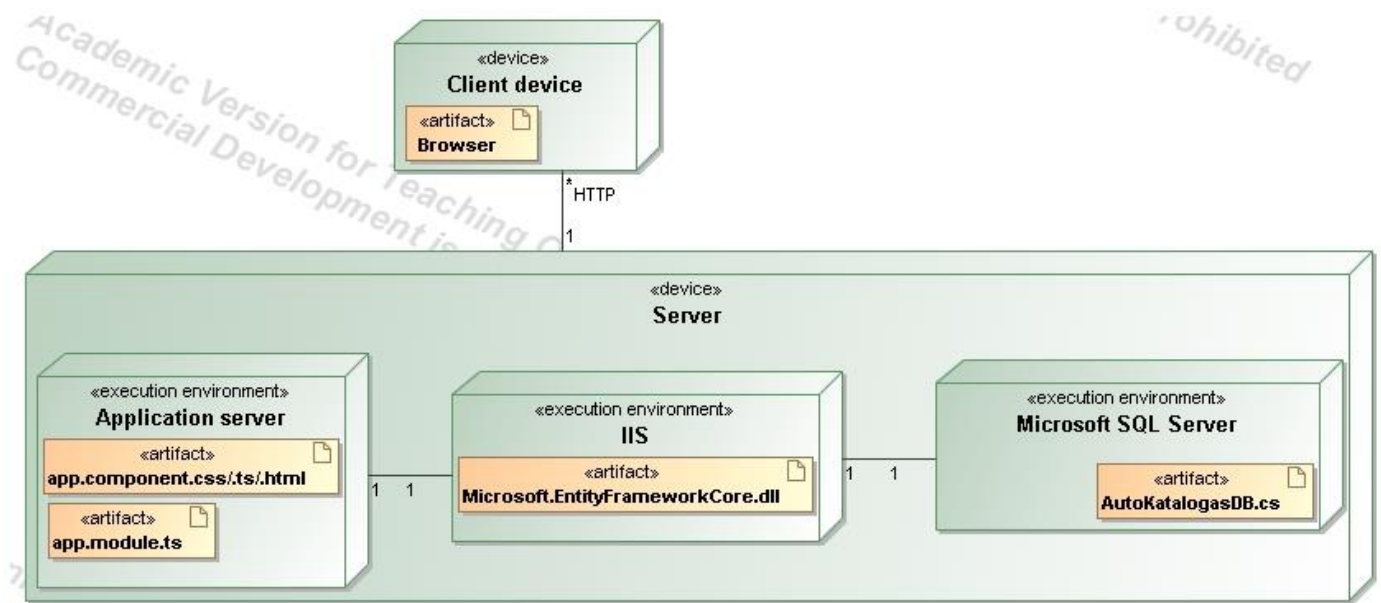 Academic Version for Teaching
Commercial Development is
«device»
Client device
«artifact»
Browser
*
HTTP
1
«device»
Server
«execution environment»
Application server
«artifact»
app.component.css/.ts/.html
«artifact»
app.module.ts
1 1
«execution environment»
IIS
«artifact»
Microsoft.EntityFrameworkCore.dll
1 1
«execution environment»
Microsoft SQL Server
«artifact»
AutoKatalogasDB.cs